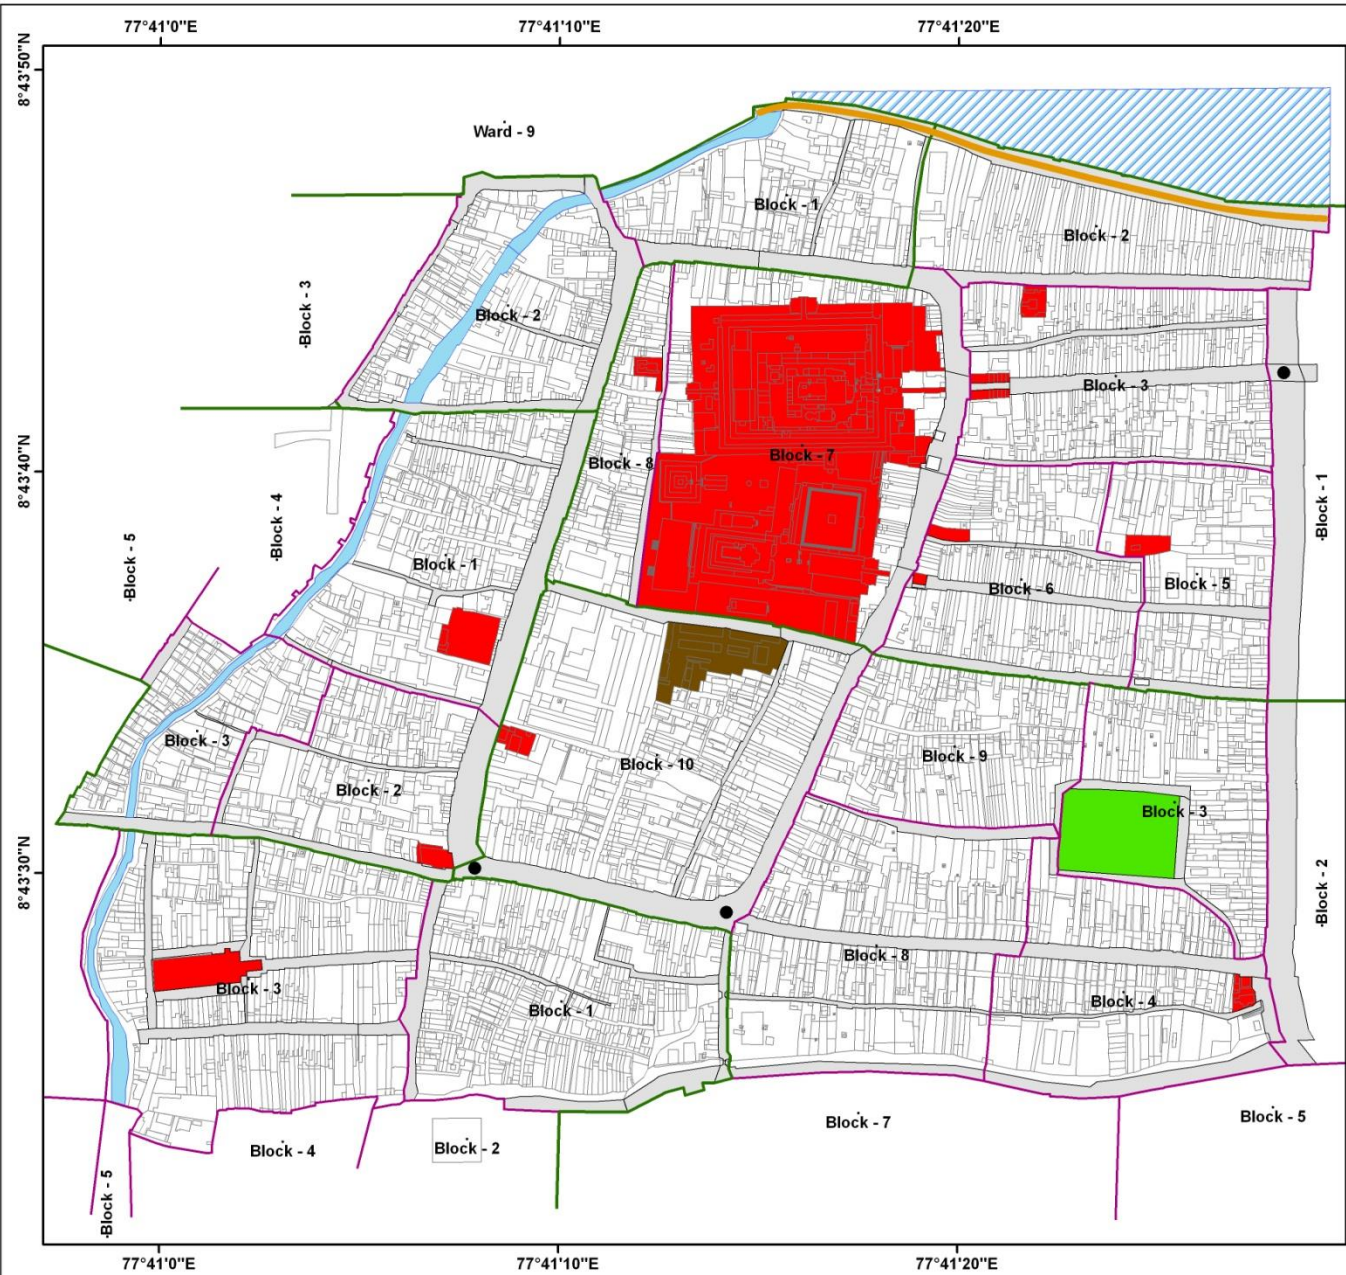 77°41'0"E
77°41'10"E
77°41'20"E
8°43'50"N
Ward - 9
Block - 1
Block - 2
Block - 3
Block - 2
Block - 3
Block - 8
Block - 7
8°43'40"N
Block - 4
Block - 5
Block - 1
Block - 1
Block - 6
Block - 5
Block - 3
Block - 2
Block - 10
Block - 9
Block - 3
8°43'30"N
Block - 2
Block - 3
Block - 1
Block - 8
Block - 4
Block - 4
Block - 2
Block - 7
Block - 5
Block - 5
77°41'0"E
77°41'10"E
77°41'20"E